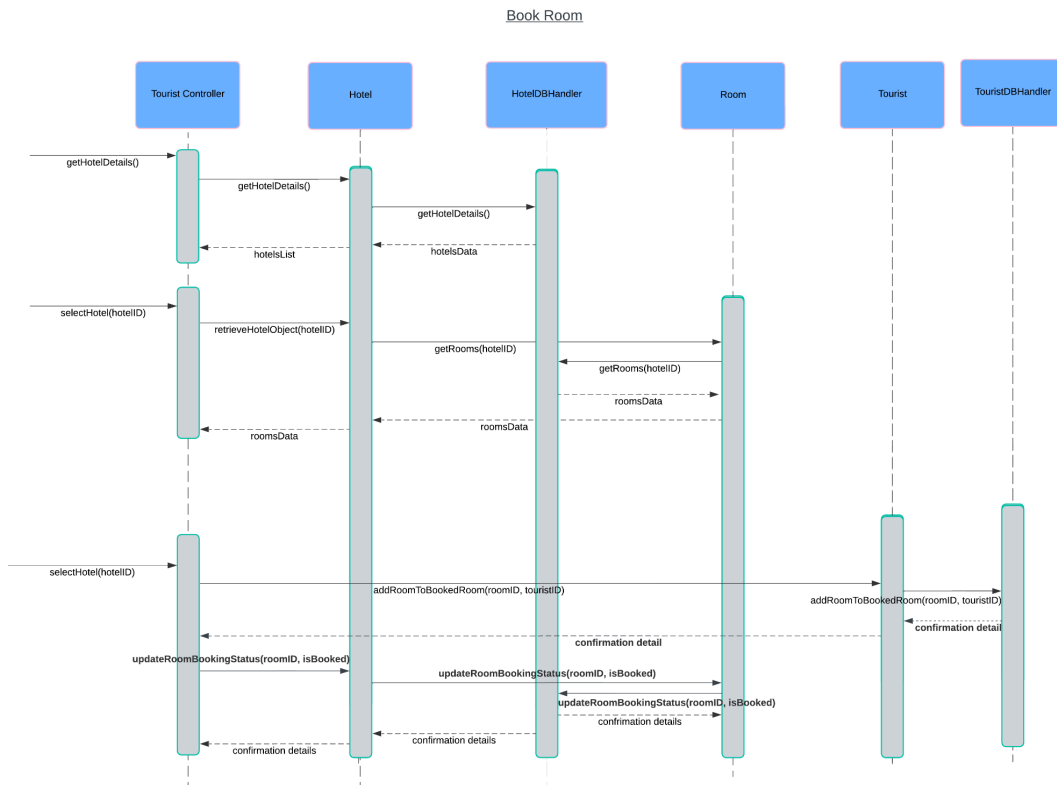 Book Room
Tourist Controller
Hotel
HotelDBHandler
Room
Tourist
TouristDBHandler
getHotelDetails()
getHotelDetails()
getHotelDetails()
hotelsList
hotelsData
selectHotel(hotelID)
retrieveHotelObject(hotelID)
getRooms(hotelID)
getRooms(hotelID)
roomsData
roomsData
roomsData
selectHotel(hotelID)
addRoomToBookedRoom(roomID, touristID)
addRoomToBookedRoom(roomID, touristID)
confirmation detail
confirmation detail
updateRoomBookingStatus(roomID, isBooked)
updateRoomBookingStatus(roomID, isBooked)
updateRoomBookingStatus(roomID, isBooked)
confrimation details
confirmation details
confirmation details